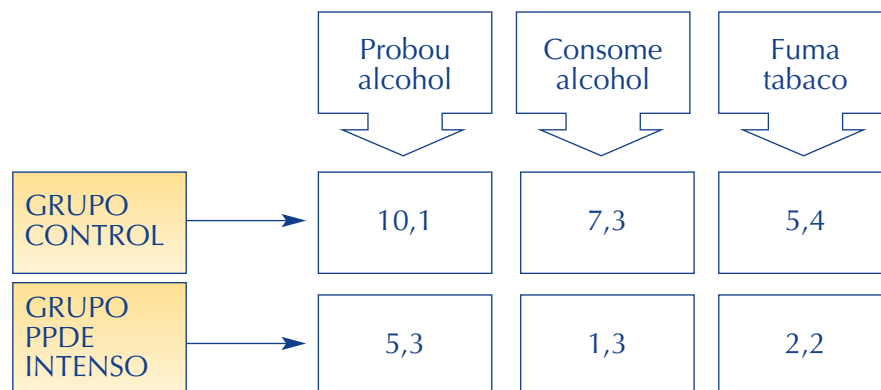 Probou
alcohol
Consome
alcohol
Fuma
tabaco
GRUPO
CONTROL
10,1
7,3
5,4
GRUPO
PPDE
INTENSO
5,3
1,3
2,2